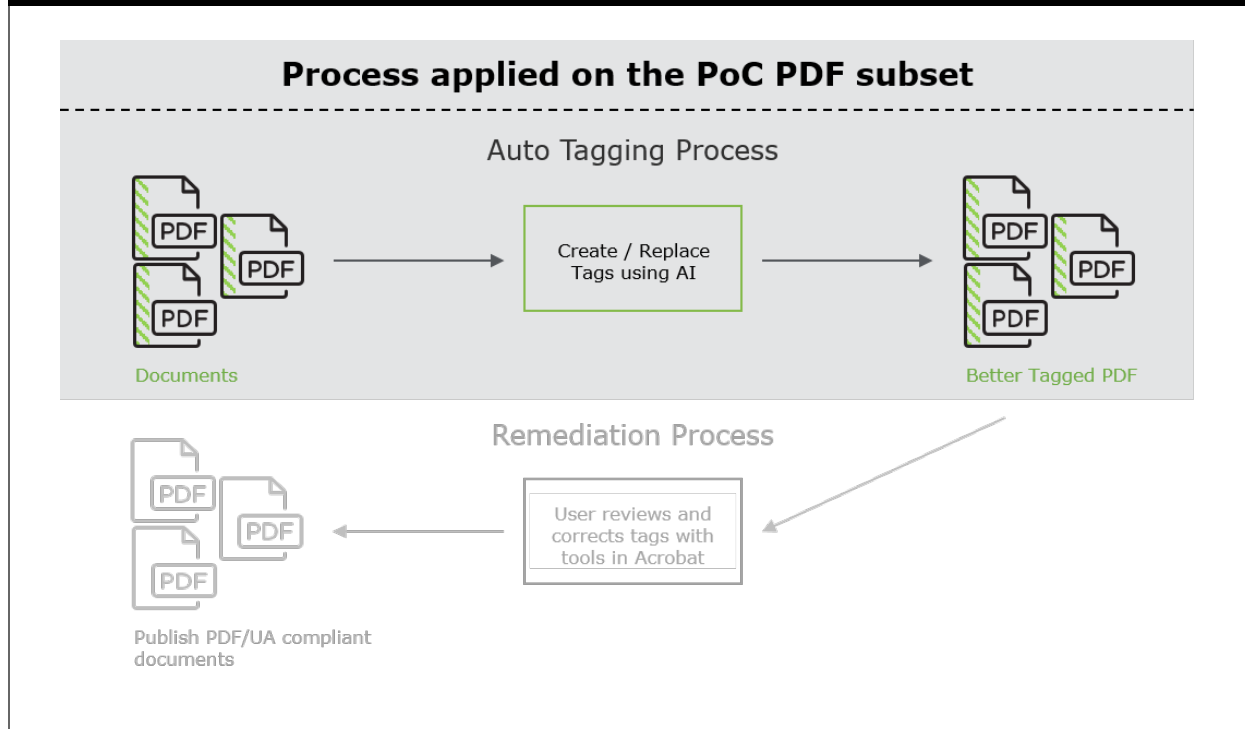 Process applied on the PoC PDF subset
Auto Tagging Process
PDF
PDF
PDF
Documents
Create / Replace
Tags using AI
PDF
PDF
PDF
Better Tagged PDF
Remediation Process
User reviews and
corrects tags with
tools in Acrobat
PDF
PDF
PDF
Publish PDF/UA compliant
documents